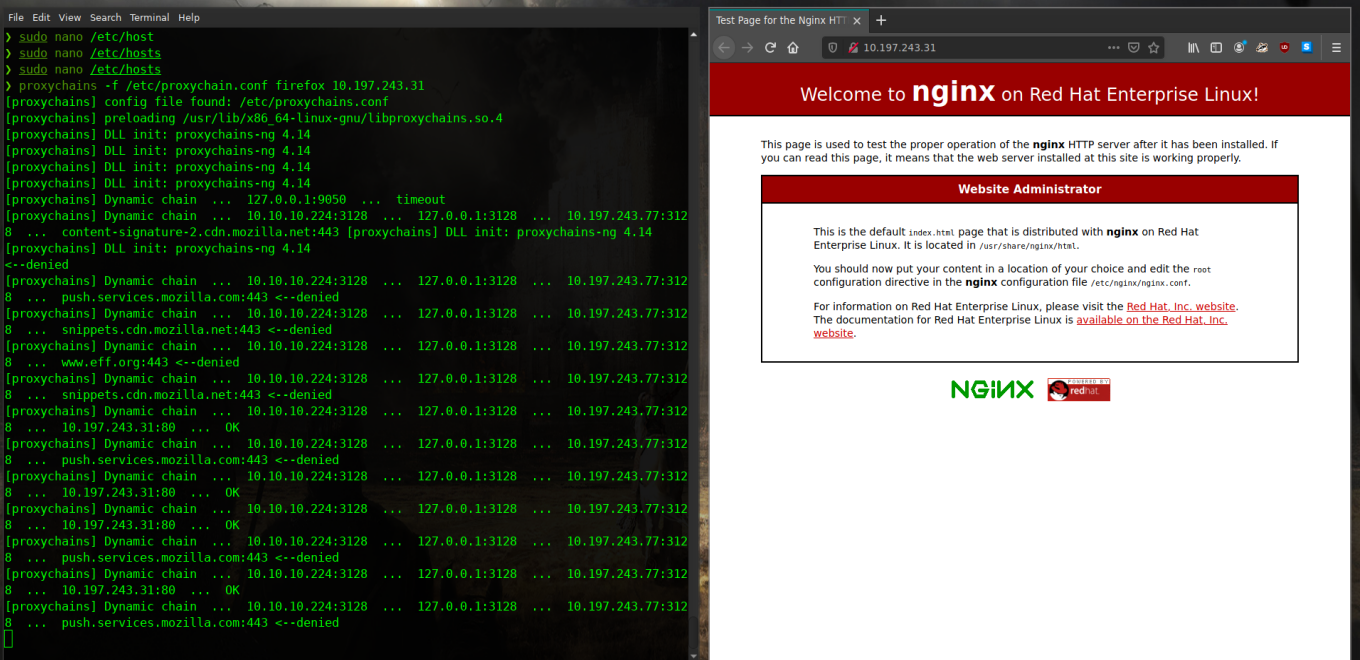 File Edit View Search Terminal Help
❯ sudo nano /etc/host
❯ sudo nano /etc/hosts
❯ sudo nano /etc/hosts
❯ proxychains -f /etc/proxychain.conf firefox 10.197.243.31
[proxychains] config file found: /etc/proxychains.conf
[proxychains] preloading /usr/lib/x86_64-linux-gnu/libproxychains.so.4
[proxychains] DLL init: proxychains-ng 4.14
[proxychains] DLL init: proxychains-ng 4.14
[proxychains] DLL init: proxychains-ng 4.14
[proxychains] DLL init: proxychains-ng 4.14
[proxychains] Dynamic chain ... 127.0.0.1:9050 ... timeout
[proxychains] Dynamic chain ... 10.10.10.224:3128 ... 127.0.0.1:3128 ... 10.197.243.77:312
8 ... content-signature-2.cdn.mozilla.net:443 [proxychains] DLL init: proxychains-ng 4.14
[proxychains] DLL init: proxychains-ng 4.14
<--denied
[proxychains] Dynamic chain ... 10.10.10.224:3128 ... 127.0.0.1:3128 ... 10.197.243.77:312
8 ... push.services.mozilla.com:443 <--denied
[proxychains] Dynamic chain ... 10.10.10.224:3128 ... 127.0.0.1:3128 ... 10.197.243.77:312
8 ... snippets.cdn.mozilla.net:443 <--denied
[proxychains] Dynamic chain ... 10.10.10.224:3128 ... 127.0.0.1:3128 ... 10.197.243.77:312
8 ... www.eff.org:443 <--denied
[proxychains] Dynamic chain ... 10.10.10.224:3128 ... 127.0.0.1:3128 ... 10.197.243.77:312
8 ... snippets.cdn.mozilla.net:443 <--denied
[proxychains] Dynamic chain ... 10.10.10.224:3128 ... 127.0.0.1:3128 ... 10.197.243.77:312
8 ... 10.197.243.31:80 ... OK
[proxychains] Dynamic chain ... 10.10.10.224:3128 ... 127.0.0.1:3128 ... 10.197.243.77:312
8 ... push.services.mozilla.com:443 <--denied
[proxychains] Dynamic chain ... 10.10.10.224:3128 ... 127.0.0.1:3128 ... 10.197.243.77:312
8 ... 10.197.243.31:80 ... OK
[proxychains] Dynamic chain ... 10.10.10.224:3128 ... 127.0.0.1:3128 ... 10.197.243.77:312
8 ... 10.197.243.31:80 ... OK
[proxychains] Dynamic chain ... 10.10.10.224:3128 ... 127.0.0.1:3128 ... 10.197.243.77:312
8 ... push.services.mozilla.com:443 <--denied
[proxychains] Dynamic chain ... 10.10.10.224:3128 ... 127.0.0.1:3128 ... 10.197.243.77:312
8 ... 10.197.243.31:80 ... OK
[proxychains] Dynamic chain ... 10.10.10.224:3128 ... 127.0.0.1:3128 ... 10.197.243.77:312
8 ... push.services.mozilla.com:443 <--denied
Test Page for the Nginx HTT
10.197.243.31
Welcome to nginx on Red Hat Enterprise Linux!
This page is used to test the proper operation of the nginx HTTP server after it has been installed. If
you can read this page, it means that the web server installed at this site is working properly.
Website Administrator
This is the default index.html page that is distributed with nginx on Red Hat
Enterprise Linux. It is located in /usr/share/nginx/html.
You should now put your content in a location of your choice and edit the root
configuration directive in the nginx configuration file /etc/nginx/nginx.conf.
For information on Red Hat Enterprise Linux, please visit the Red Hat, Inc. website.
The documentation for Red Hat Enterprise Linux is available on the Red Hat, Inc.
website.
NGiNX
POWERED BY
redhat.